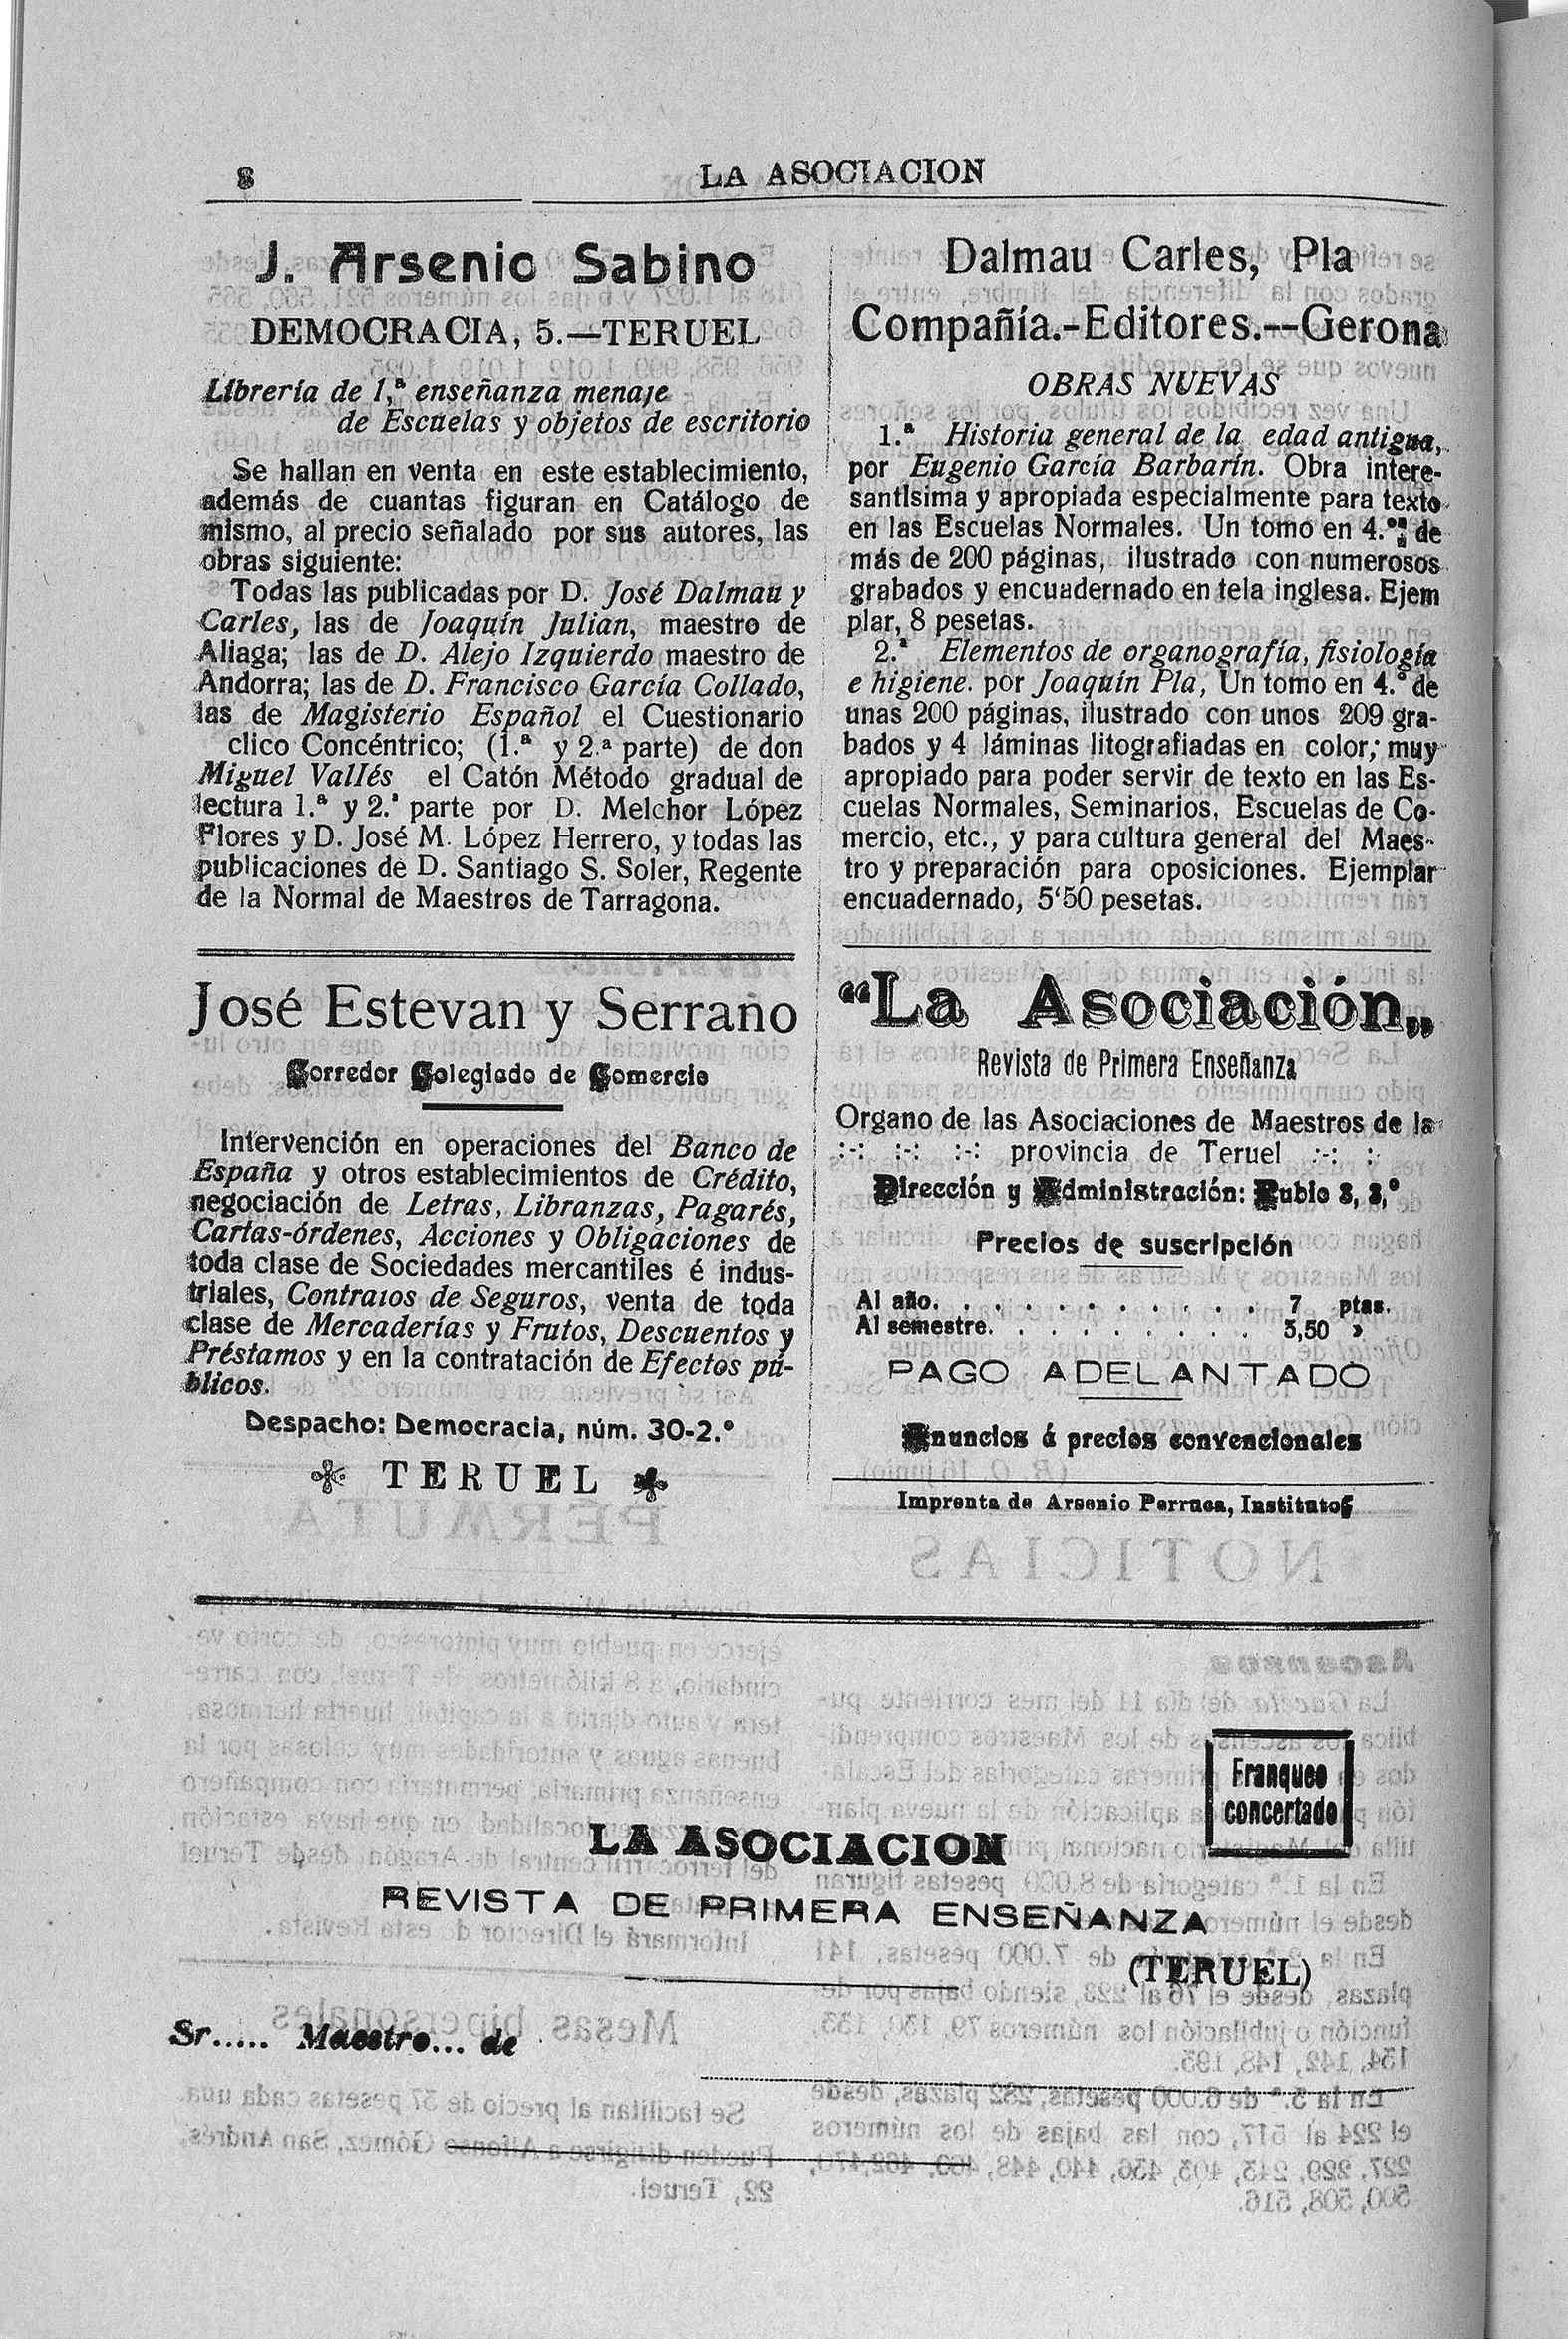 8
LA ASOCIACION
J. Arsenio Sabino
DEMOCRACIA, 5.—TERUEL
Librería de 1,ª enseñanza menaje
de Escuelas y objetos de escritorio
Se hallan en venta en este establecimiento,
además de cuantas figuran en Catálogo de
mismo, al precio señalado por sus autores, las
obras siguiente:
Todas las publicadas por D. José Dalmau y
Carles, las de Joaquín Julian, maestro de
Aliaga; las de D. Alejo Izquierdo maestro de
Andorra; las de D. Francisco García Collado,
las de Magisterio Español el Cuestionario
clico Concéntrico; (1.ª y 2.ª parte) de don
Miguel Vallés el Catón Método gradual de
lectura 1.ª y 2.ª parte por D. Melchor López
Flores y D. José M. López Herrero, y todas las
publicaciones de D. Santiago S. Soler, Regente
de la Normal de Maestros de Tarragona.
José Estevan y Serrano
Corredor Colegiado de Comercio
Intervención en operaciones del Banco de
España y otros establecimientos de Crédito,
negociación de Letras, Libranzas, Pagarés,
Cartas-órdenes, Acciones y Obligaciones de
toda clase de Sociedades mercantiles é indus-
triales, Contratos de Seguros, venta de toda
clase de Mercaderías y Frutos, Descuentos y
Préstamos y en la contratación de Efectos pú-
blicos.
Despacho: Democracia, núm. 30-2.º
TERUEL
Dalmau Carles, Pla
Compañía.-Editores.--Gerona
OBRAS NUEVAS
1.ª Historia general de la edad antigua,
por Eugenio García Barbarín. Obra intere-
santísima y apropiada especialmente para texto
en las Escuelas Normales. Un tomo en 4.º de
más de 200 páginas, ilustrado con numerosos
grabados y encuadernado en tela inglesa. Ejem
plar, 8 pesetas.
2.ª Elementos de organografía, fisiología
e higiene. por Joaquín Pla, Un tomo en 4.º de
unas 200 páginas, ilustrado con unos 209 gra-
bados y 4 láminas litografiadas en color; muy
apropiado para poder servir de texto en las Es-
cuelas Normales, Seminarios, Escuelas de Co-
mercio, etc., y para cultura general del Maes-
tro y preparación para oposiciones. Ejemplar
encuadernado, 5'50 pesetas.
“La Asociación„
Revista de Primera Enseñanza
Organo de las Asociaciones de Maestros de la
:-: :-: :-: provincia de Teruel :-: :-
Dirección y Administración: Rubio 3, 3,º
Precios de suscripción
Al año. . . . . . . . . . . . 7 ptas.
Al semestre. . . . . . . . . . 3,50 »
PAGO ADELANTADO
Anuncios á precios convencionales
Imprenta de Arsenio Perruca, Institutos
Franqueo
concertado
LA ASOCIACION
REVISTA DE PRIMERA ENSEÑANZA
(TERUEL)
Sr..... Maestro... de